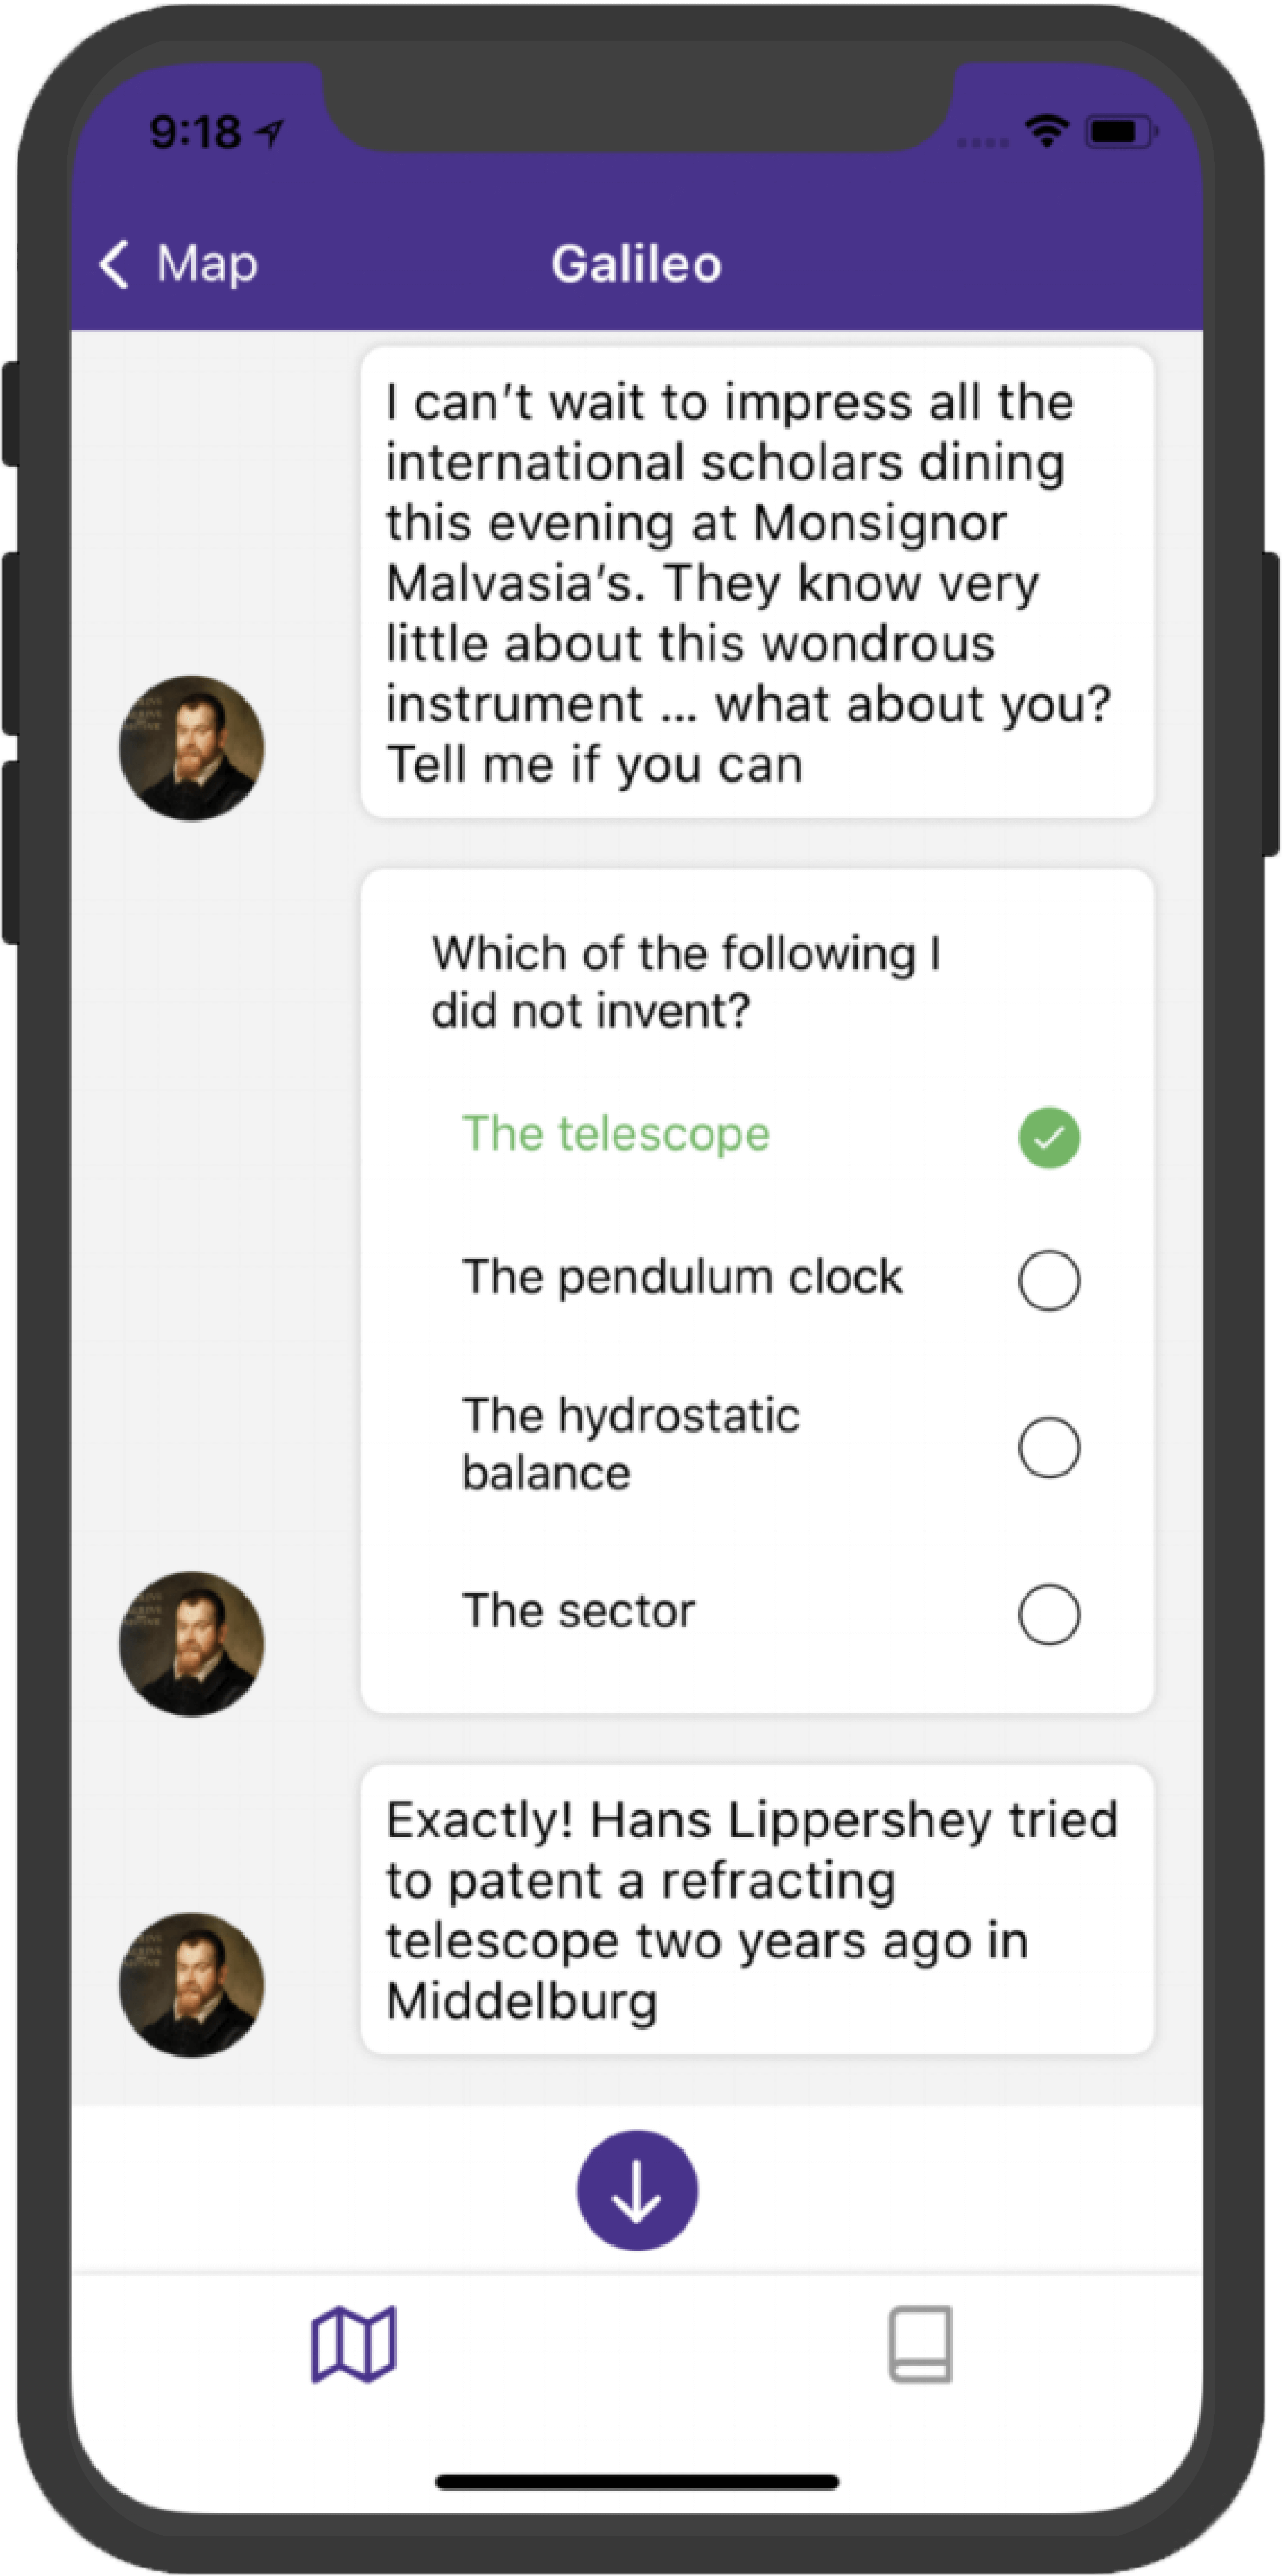 9:18
Map
Galileo
I can’t wait to impress all the
international scholars dining
this evening at Monsignor
Malvasia’s. They know very
little about this wondrous
instrument ... what about you?
Tell me if you can
Which of the following I
did not invent?
The telescope
The pendulum clock
The hydrostatic
balance
The sector
Exactly! Hans Lippershey tried
to patent a refracting
telescope two years ago in
Middelburg